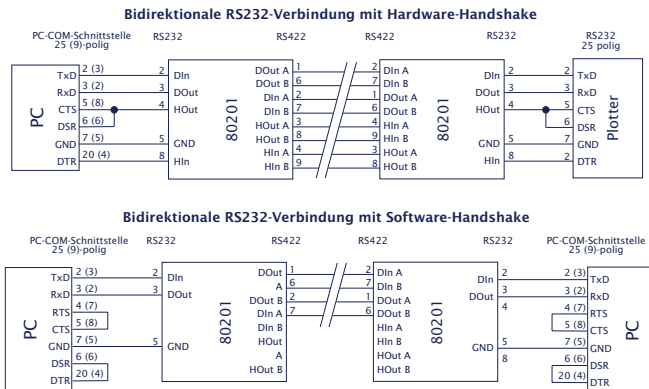 Bidirektionale RS232-Verbindung mit Hardware-Handshake
PC-COM-Schnittstelle RS232 RS422 RS422 RS232 RS232
25 (9)-polig 25 polig
TxD 2 (3) 2 DIn DOut A 1 2 DIn A DIn 2 2 TxD
RxD 3 (2) 3 DOut DOut B 6 7 DIn B DOut 3 3 RxD
CTS 5 (8) 4 HOut DIn A 2 1 DOut A HOut 4 5 CTS
DSR 6 (6) DIn B 7 6 DOut B 6 DSR
HOut A 3 4 HIn A
GND 7 (5) 5 GND HOut B 8 9 HIn B GND 5 7 GND
HIn A 4 3 HOut A
DTR 20 (4) 8 HIn HIn B 9 8 HOut B HIn 8 2 DTR
PC 80201 80201 Plotter
Bidirektionale RS232-Verbindung mit Software-Handshake
PC-COM-Schnittstelle RS232 RS422 RS422 RS232 PC-COM-Schnittstelle
25 (9)-polig 25 (9)-polig
TxD 2 (3) 2 DIn DOut 1 2 DIn A DIn 2 2 (3) TxD
RxD 3 (2) 3 DOut A 6 7 DIn B DOut 3 3 (2) RxD
RTS 4 (7) DOut B 2 1 DOut A 4 4 (7) RTS
CTS 5 (8) DIn A 7 6 DOut B 5 (8) CTS
DIn B HIn A
GND 7 (5) 5 GND HOut HIn B GND 5 7 (5) GND
DSR 6 (6) A HOut A 8 6 (6) DSR
DTR 20 (4) HOut B HOut B 20 (4) DTR
PC 80201 80201 PC